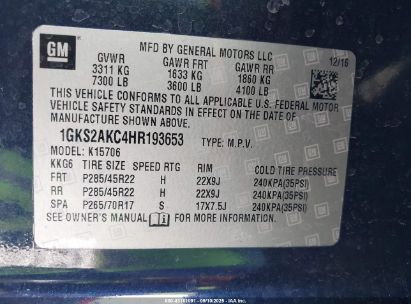 GM
MFD BY GENERAL MOTORS LLC
GVWR GAWR FRT GAWR RR 12/16
3311 KG 1633 KG 1860 KG
7300 LB 3600 LB 4100 LB
THIS VEHICLE CONFORMS TO ALL APPLICABLE U.S. FEDERAL MOTOR
VEHICLE SAFETY AND THEFT PREVENTION STANDARDS IN EFFECT ON THE DATE OF
MANUFACTURE SHOWN ABOVE.
1GKS2AKC4HR193653 TYPE: M.P.V.
MODEL: K15706
KKG6 TIRE SIZE SPEED RTG RIM COLD TIRE PRESSURE
FRT P285/45R22 H 22X9J 240KPA(35PSI)
RR P285/45R22 H 22X9J 240KPA(35PSI)
SPA P265/70R17 S 17X7.5J 240KPA(35PSI)
SEE OWNER'S MANUAL FOR MORE INFORMATION.